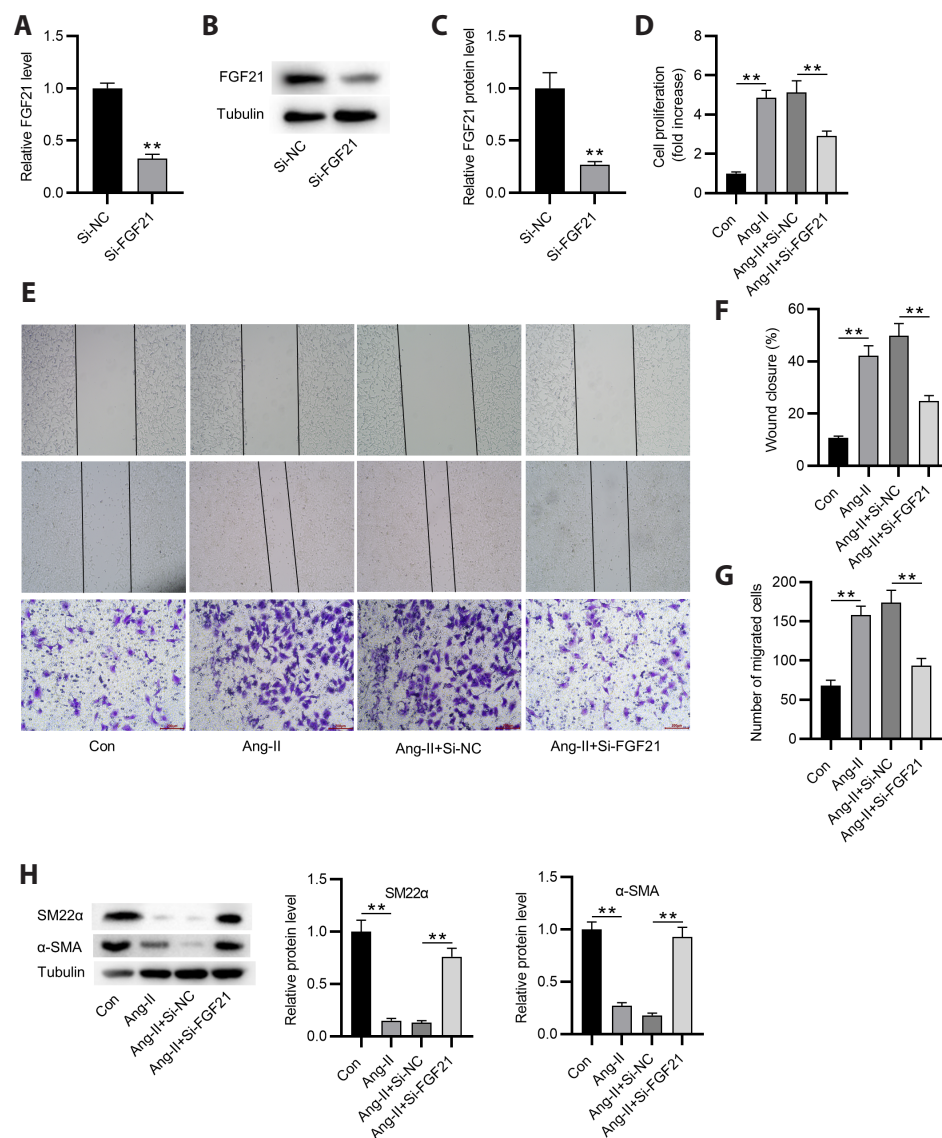 A
Relative FGF21 level
1.5
1.0
0.5
0.0
**
Si-NC
Si-FGF21
B
FGF21
Tubulin
Si-NC
Si-FGF21
C
Relative FGF21 protein level
1.5
1.0
0.5
0.0
**
Si-NC
Si-FGF21
D
Cell proliferation
(fold increase)
8
6
4
2
0
**
**
Con
Ang-II
Ang-II+Si-NC
Ang-II+Si-FGF21
E
Con
Ang-II
Ang-II+Si-NC
Ang-II+Si-FGF21
F
Wound closure (%)
60
40
20
0
**
**
Con
Ang-II
Ang-II+Si-NC
Ang-II+Si-FGF21
G
Number of migrated cells
200
150
100
50
0
**
**
Con
Ang-II
Ang-II+Si-NC
Ang-II+Si-FGF21
H
SM22α
α-SMA
Tubulin
Con
Ang-II
Ang-II+Si-NC
Ang-II+Si-FGF21
SM22α
Relative protein level
1.5
1.0
0.5
0.0
**
**
Con
Ang-II
Ang-II+Si-NC
Ang-II+Si-FGF21
α-SMA
Relative protein level
1.5
1.0
0.5
0.0
**
**
Con
Ang-II
Ang-II+Si-NC
Ang-II+Si-FGF21